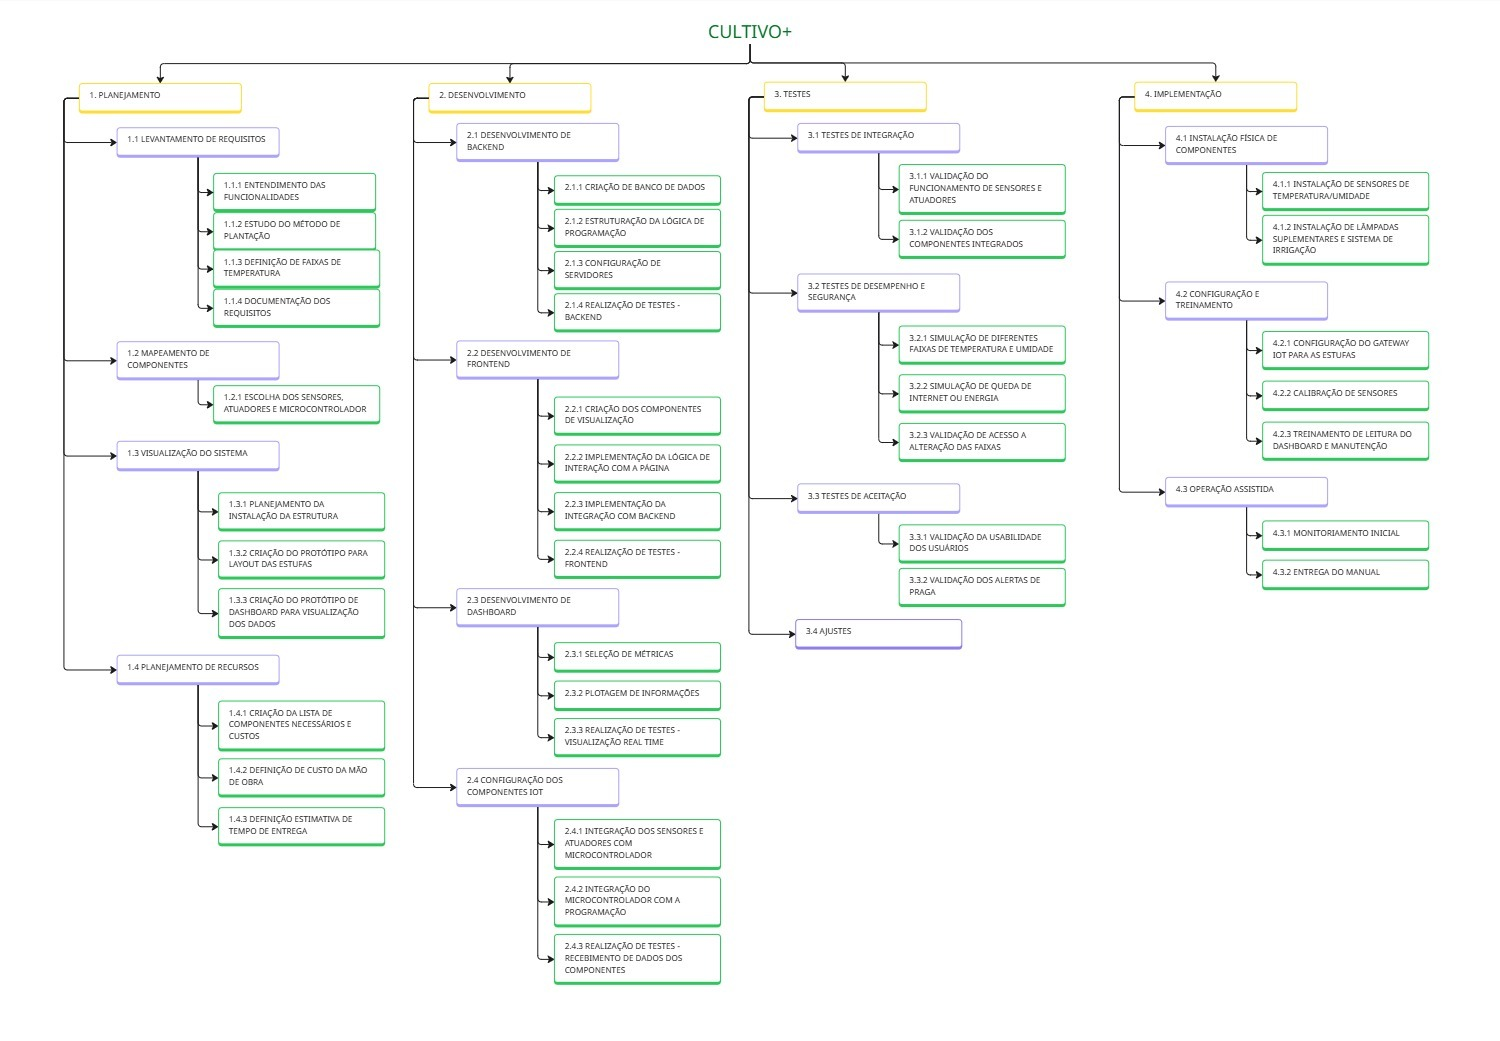 CULTIVO+
1. PLANEJAMENTO
1.1 LEVANTAMENTO DE REQUISITOS
1.1.1 ENTENDIMENTO DAS
FUNCIONALIDADES
1.1.2 ESTUDO DO MÉTODO DE
PLANTAÇÃO
1.1.3 DEFINIÇÃO DE FAIXAS DE
TEMPERATURA
1.1.4 DOCUMENTAÇÃO DOS
REQUISITOS
1.2 MAPEAMENTO DE
COMPONENTES
1.2.1 ESCOLHA DOS SENSORES,
ATUADORES E MICROCONTROLADOR
1.3 VISUALIZAÇÃO DO SISTEMA
1.3.1 PLANEJAMENTO DA
INSTALAÇÃO DA ESTRUTURA
1.3.2 CRIAÇÃO DO PROTÓTIPO PARA
LAYOUT DAS ESTUFAS
1.3.3 CRIAÇÃO DO PROTÓTIPO DE
DASHBOARD PARA VISUALIZAÇÃO
DOS DADOS
1.4 PLANEJAMENTO DE RECURSOS
1.4.1 CRIAÇÃO DA LISTA DE
COMPONENTES NECESSÁRIOS E
CUSTOS
1.4.2 DEFINIÇÃO DE CUSTO DA MÃO
DE OBRA
1.4.3 DEFINIÇÃO ESTIMATIVA DE
TEMPO DE ENTREGA
2. DESENVOLVIMENTO
2.1 DESENVOLVIMENTO DE
BACKEND
2.1.1 CRIAÇÃO DE BANCO DE DADOS
2.1.2 ESTRUTURAÇÃO DA LÓGICA DE
PROGRAMAÇÃO
2.1.3 CONFIGURAÇÃO DE
SERVIDORES
2.1.4 REALIZAÇÃO DE TESTES -
BACKEND
2.2 DESENVOLVIMENTO DE
FRONTEND
2.2.1 CRIAÇÃO DOS COMPONENTES
DE VISUALIZAÇÃO
2.2.2 IMPLEMENTAÇÃO DA LÓGICA DE
INTERAÇÃO COM A PÁGINA
2.2.3 IMPLEMENTAÇÃO DA
INTEGRAÇÃO COM BACKEND
2.2.4 REALIZAÇÃO DE TESTES -
FRONTEND
2.3 DESENVOLVIMENTO DE
DASHBOARD
2.3.1 SELEÇÃO DE MÉTRICAS
2.3.2 PLOTAGEM DE INFORMAÇÕES
2.3.3 REALIZAÇÃO DE TESTES -
VISUALIZAÇÃO REAL TIME
2.4 CONFIGURAÇÃO DOS
COMPONENTES IOT
2.4.1 INTEGRAÇÃO DOS SENSORES E
ATUADORES COM
MICROCONTROLADOR
2.4.2 INTEGRAÇÃO DO
MICROCONTROLADOR COM A
PROGRAMAÇÃO
2.4.3 REALIZAÇÃO DE TESTES -
RECEBIMENTO DE DADOS DOS
COMPONENTES
3. TESTES
3.1 TESTES DE INTEGRAÇÃO
3.1.1 VALIDAÇÃO DO
FUNCIONAMENTO DE SENSORES E
ATUADORES
3.1.2 VALIDAÇÃO DOS
COMPONENTES INTEGRADOS
3.2 TESTES DE DESEMPENHO E
SEGURANÇA
3.2.1 SIMULAÇÃO DE DIFERENTES
FAIXAS DE TEMPERATURA E UMIDADE
3.2.2 SIMULAÇÃO DE QUEDA DE
INTERNET OU ENERGIA
3.2.3 VALIDAÇÃO DE ACESSO A
ALTERAÇÃO DAS FAIXAS
3.3 TESTES DE ACEITAÇÃO
3.3.1 VALIDAÇÃO DA USABILIDADE
DOS USUÁRIOS
3.3.2 VALIDAÇÃO DOS ALERTAS DE
PRAGA
3.4 AJUSTES
4. IMPLEMENTAÇÃO
4.1 INSTALAÇÃO FÍSICA DE
COMPONENTES
4.1.1 INSTALAÇÃO DE SENSORES DE
TEMPERATURA/UMIDADE
4.1.2 INSTALAÇÃO DE LÂMPADAS
SUPLEMENTARES E SISTEMA DE
IRRIGAÇÃO
4.2 CONFIGURAÇÃO E
TREINAMENTO
4.2.1 CONFIGURAÇÃO DO GATEWAY
IOT PARA AS ESTUFAS
4.2.2 CALIBRAÇÃO DE SENSORES
4.2.3 TREINAMENTO DE LEITURA DO
DASHBOARD E MANUTENÇÃO
4.3 OPERAÇÃO ASSISTIDA
4.3.1 MONITORIAMENTO INICIAL
4.3.2 ENTREGA DO MANUAL